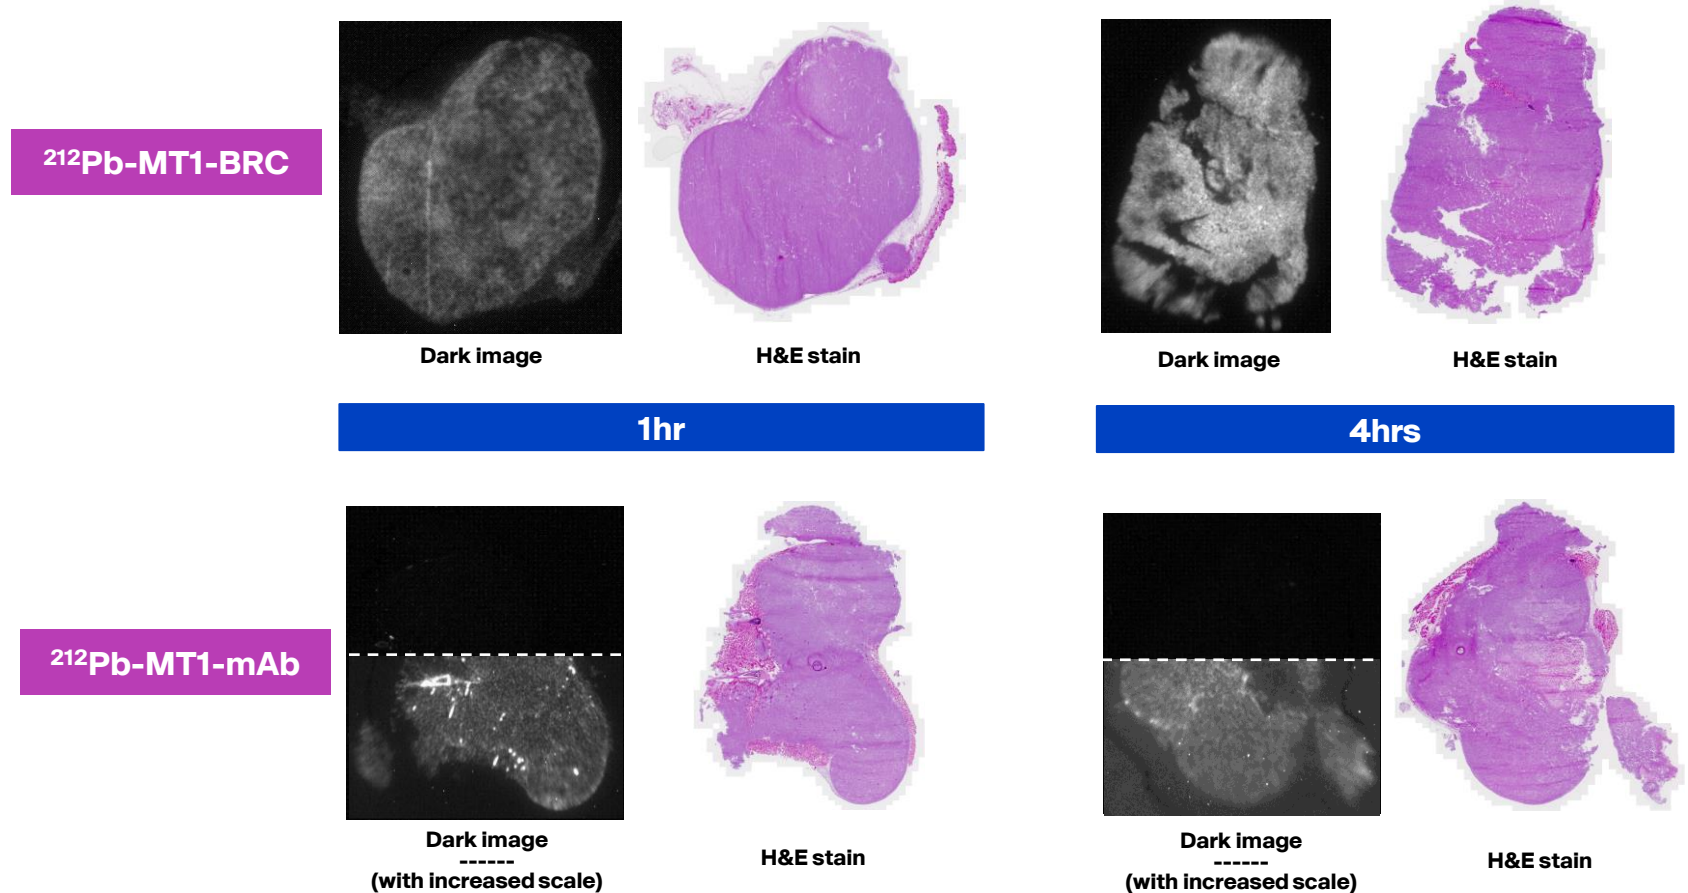 ²¹²Pb-MT1-BRC
Dark image
H&E stain
Dark image
H&E stain
1hr
4hrs
²¹²Pb-MT1-mAb
Dark image
------
(with increased scale)
H&E stain
Dark image
------
(with increased scale)
H&E stain